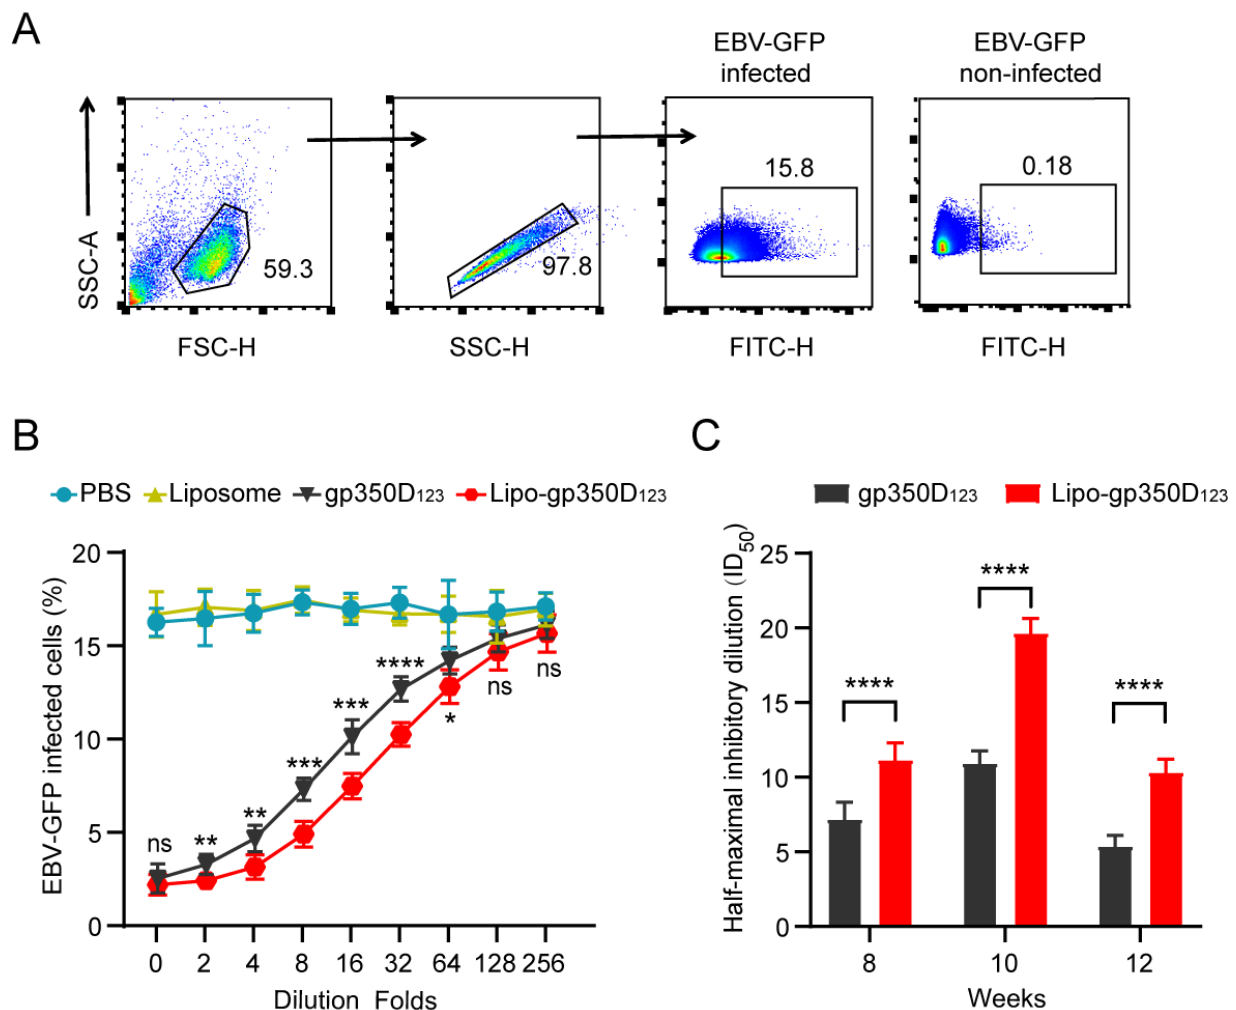 A
EBV-GFP
infected
EBV-GFP
non-infected
SSC-A
59.3
97.8
15.8
0.18
FSC-H
SSC-H
FITC-H
FITC-H
B
PBS
Liposome
gp350D123
Lipo-gp350D123
EBV-GFP infected cells (%)
20
15
10
5
0
ns
**
**
***
***
****
*
ns
ns
0 2 4 8 16 32 64 128 256
Dilution Folds
C
gp350D123
Lipo-gp350D123
Half-maximal inhibitory dilution (ID50)
25
20
15
10
5
0
****
****
****
8 10 12
Weeks